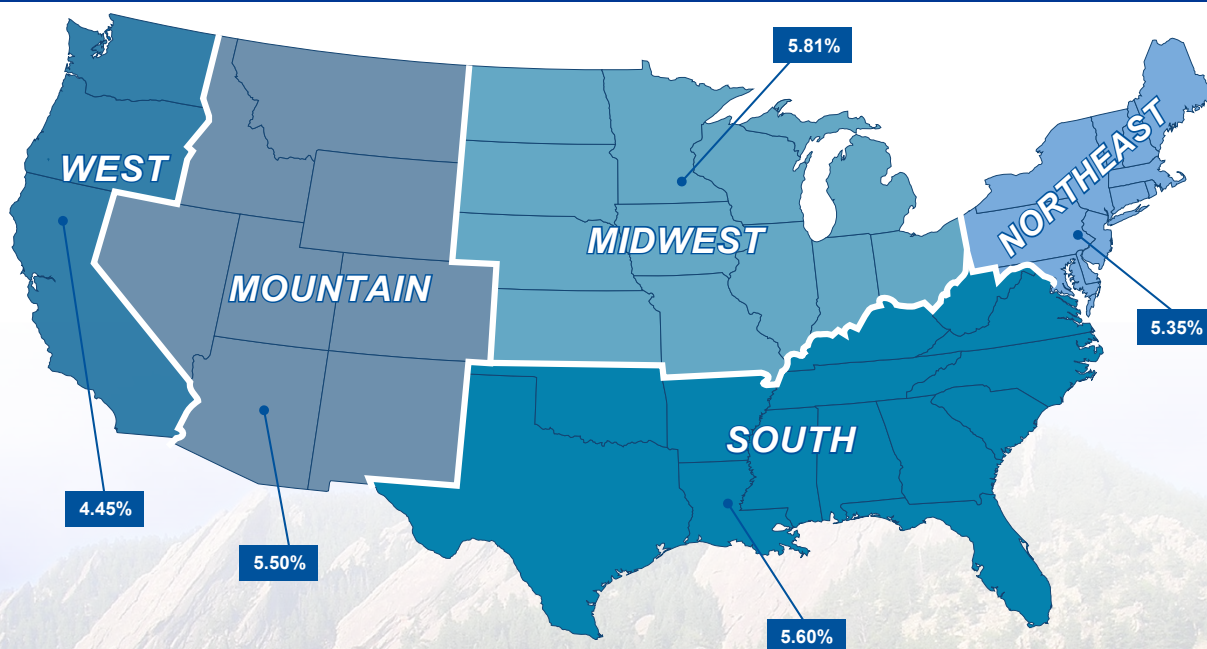 5.81%
NORTHEAST
WEST
MIDWEST
MOUNTAIN
5.35%
SOUTH
4.45%
5.50%
5.60%